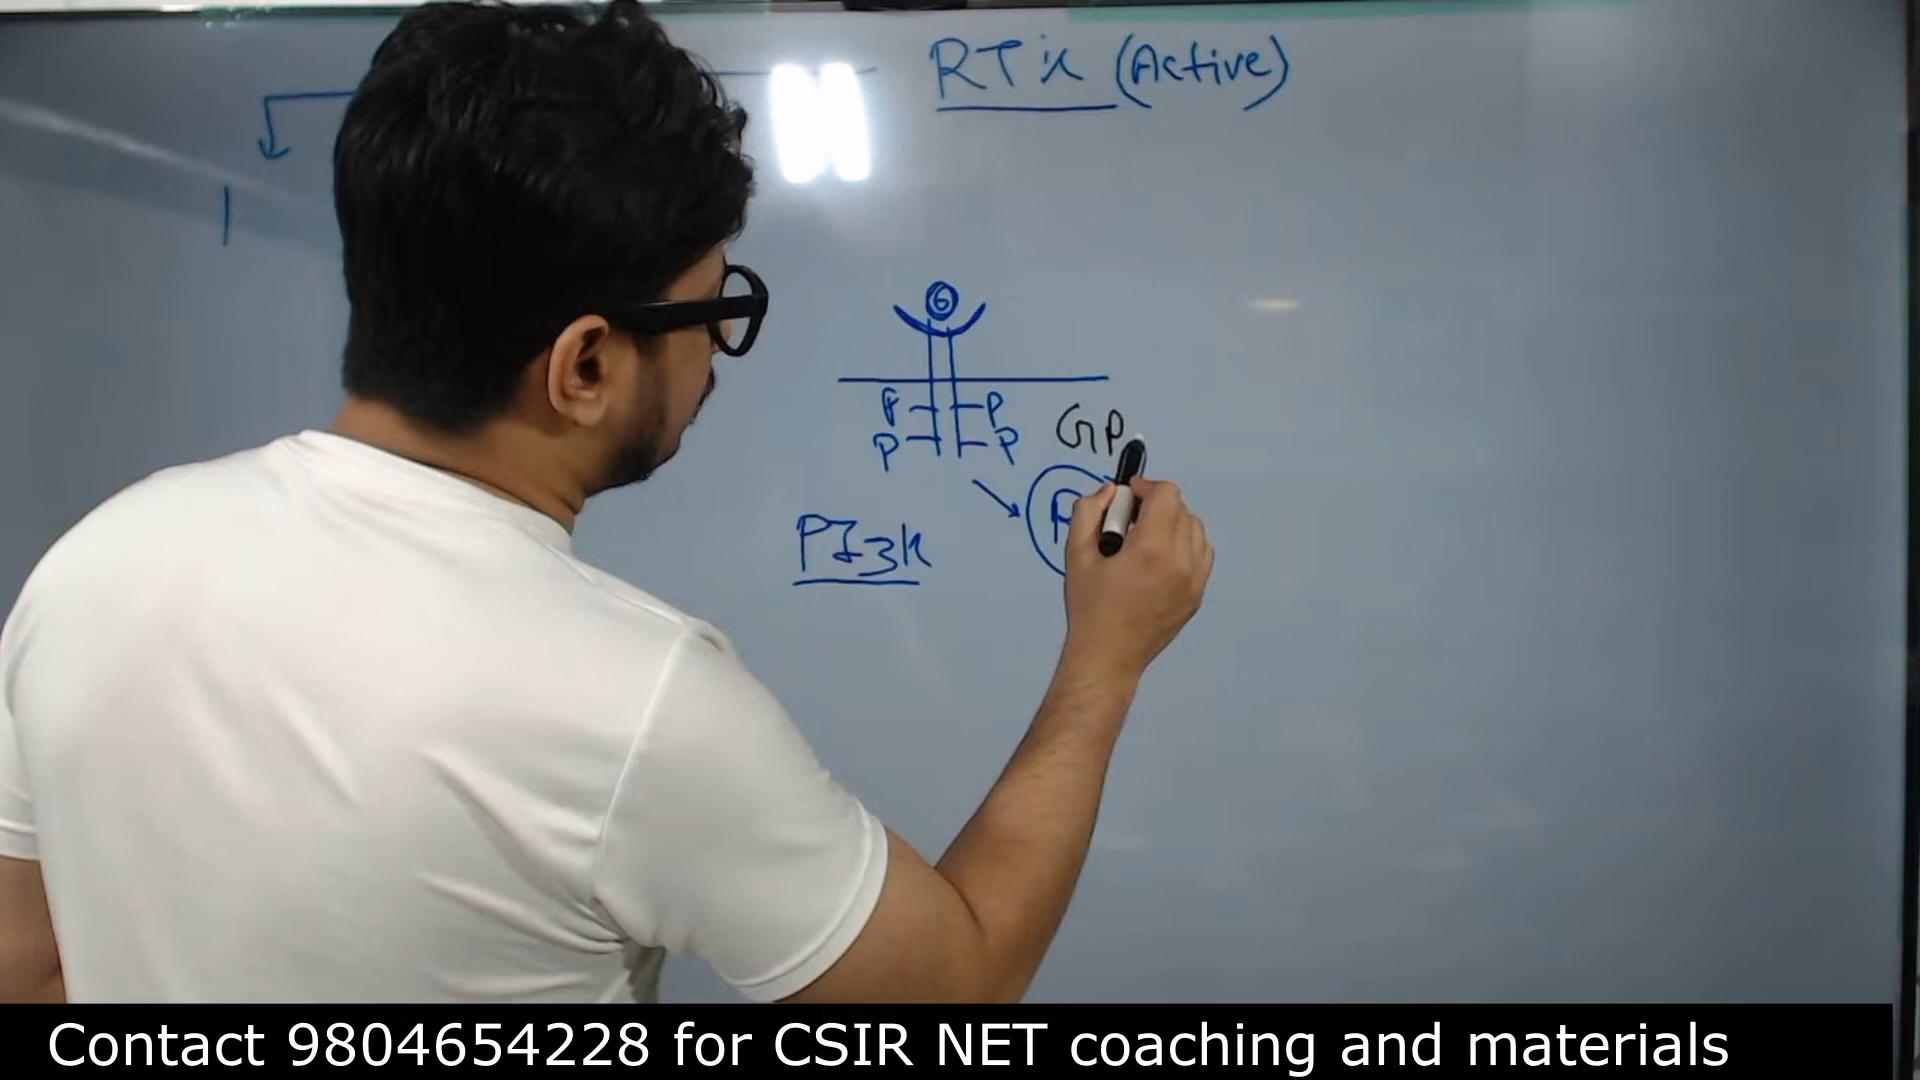 RTK (Active)
G
P P
P P
GP
PI3K
Contact 9804654228 for CSIR NET coaching and materials